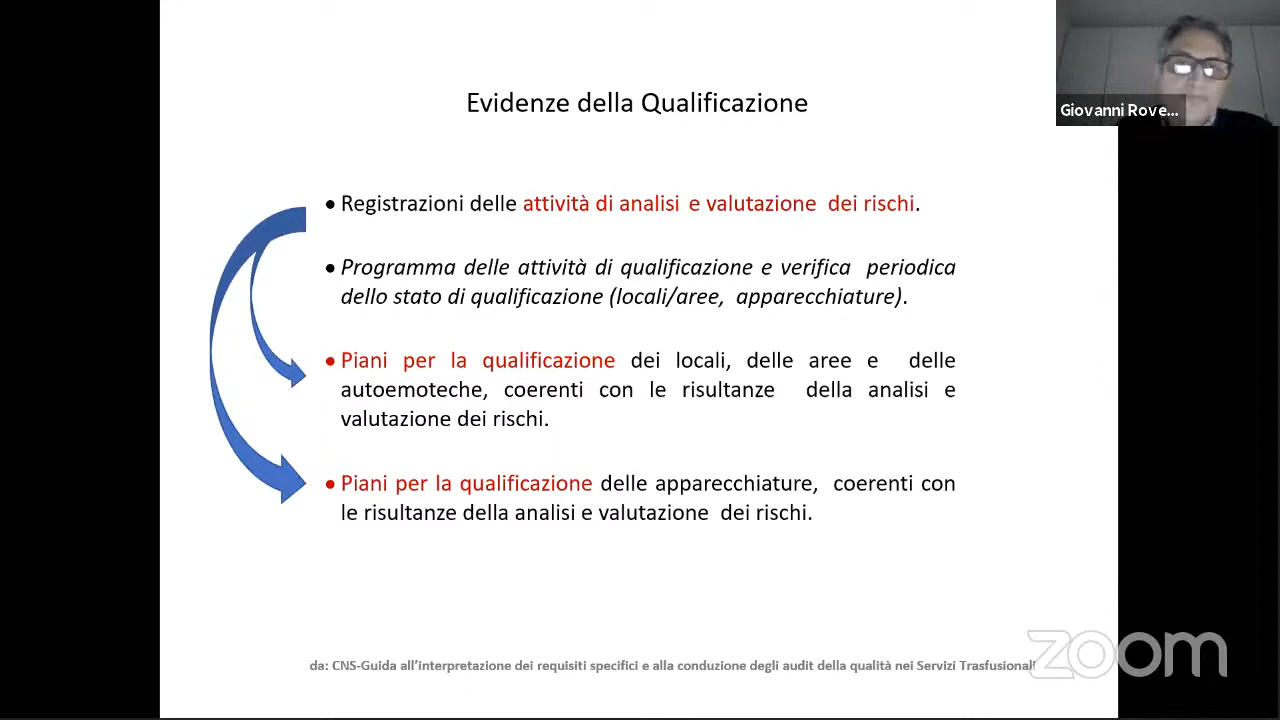 Evidenze della Qualificazione
Giovanni Rove...
• Registrazioni delle attività di analisi e valutazione dei rischi.
• Programma delle attività di qualificazione e verifica periodica
dello stato di qualificazione (locali/aree, apparecchiature).
• Piani per la qualificazione dei locali, delle aree e delle
autoemoteche, coerenti con le risultanze della analisi e
valutazione dei rischi.
• Piani per la qualificazione delle apparecchiature, coerenti con
le risultanze della analisi e valutazione dei rischi.
da: CNS-Guida all'interpretazione dei requisiti specifici e alla conduzione degli audit della qualità nei Servizi Trasfusionali
zoom